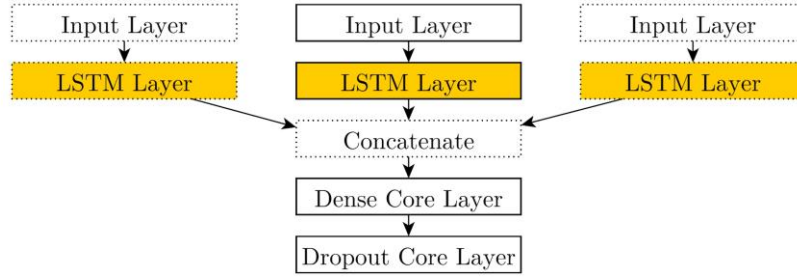 Input Layer
Input Layer
Input Layer
LSTM Layer
LSTM Layer
LSTM Layer
Concatenate
Dense Core Layer
Dropout Core Layer